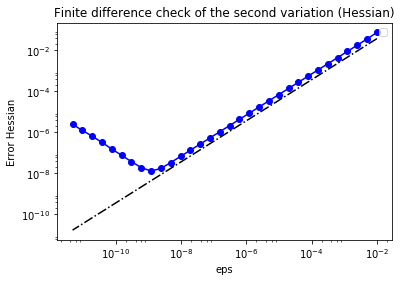 Finite difference check of the second variation (Hessian)
10⁻²
10⁻⁴
10⁻⁶
10⁻⁸
10⁻¹⁰
Error Hessian
10⁻¹⁰ 10⁻⁸ 10⁻⁶ 10⁻⁴ 10⁻²
eps